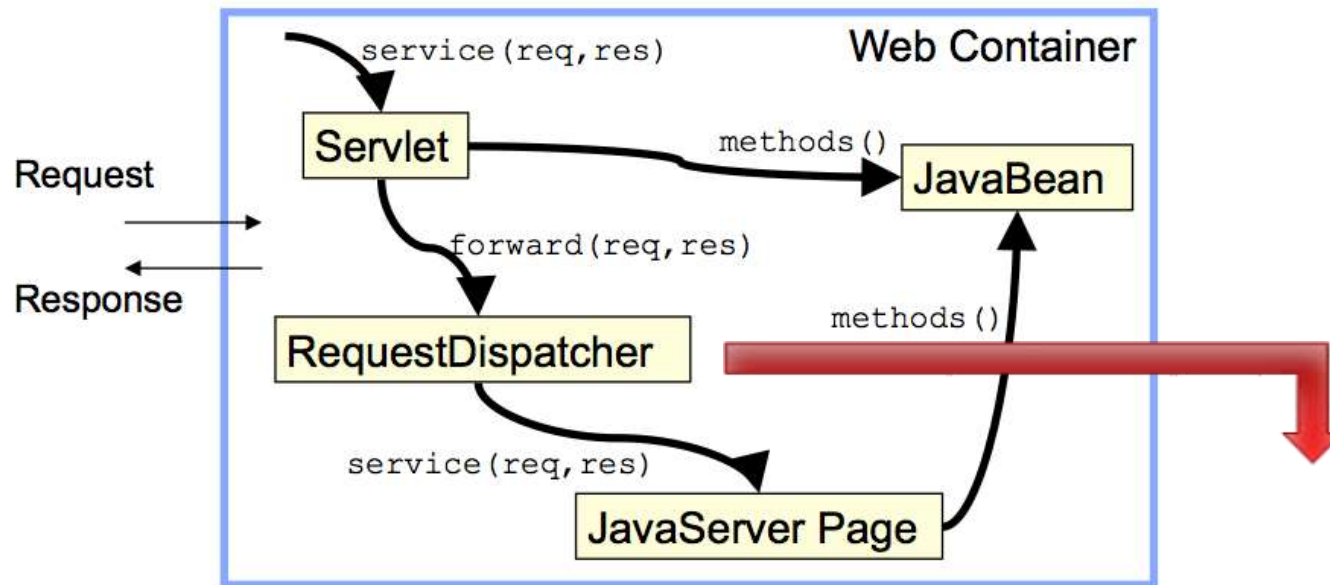 service(req,res)
Web Container
Servlet
methods()
JavaBean
Request
forward(req,res)
Response
methods()
RequestDispatcher
service(req,res)
JavaServer Page